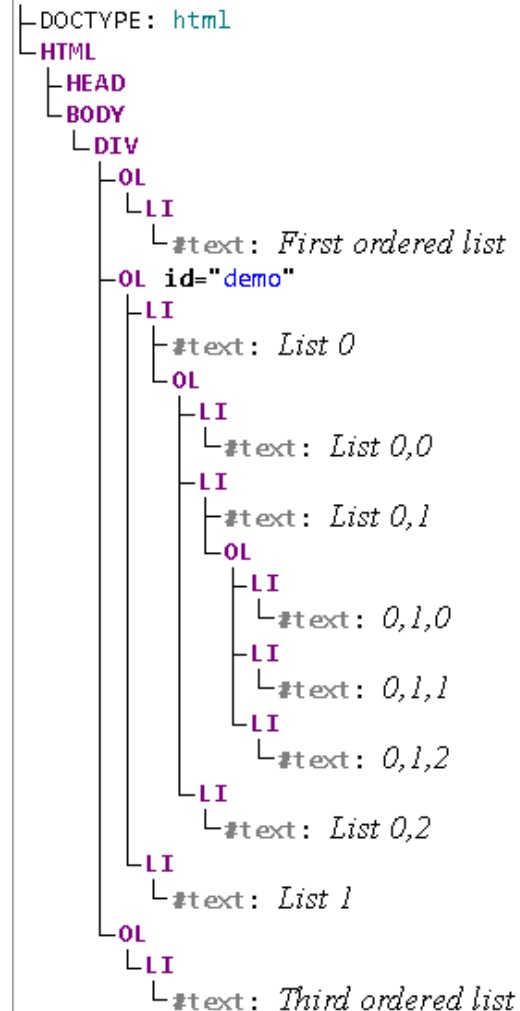 DOCTYPE: html
HTML
HEAD
BODY
DIV
OL
LI
#text: First ordered list
OL id="demo"
LI
#text: List 0
OL
LI
#text: List 0,0
LI
#text: List 0,1
OL
LI
#text: 0,1,0
LI
#text: 0,1,1
LI
#text: 0,1,2
LI
#text: List 0,2
LI
#text: List 1
OL
LI
#text: Third ordered list